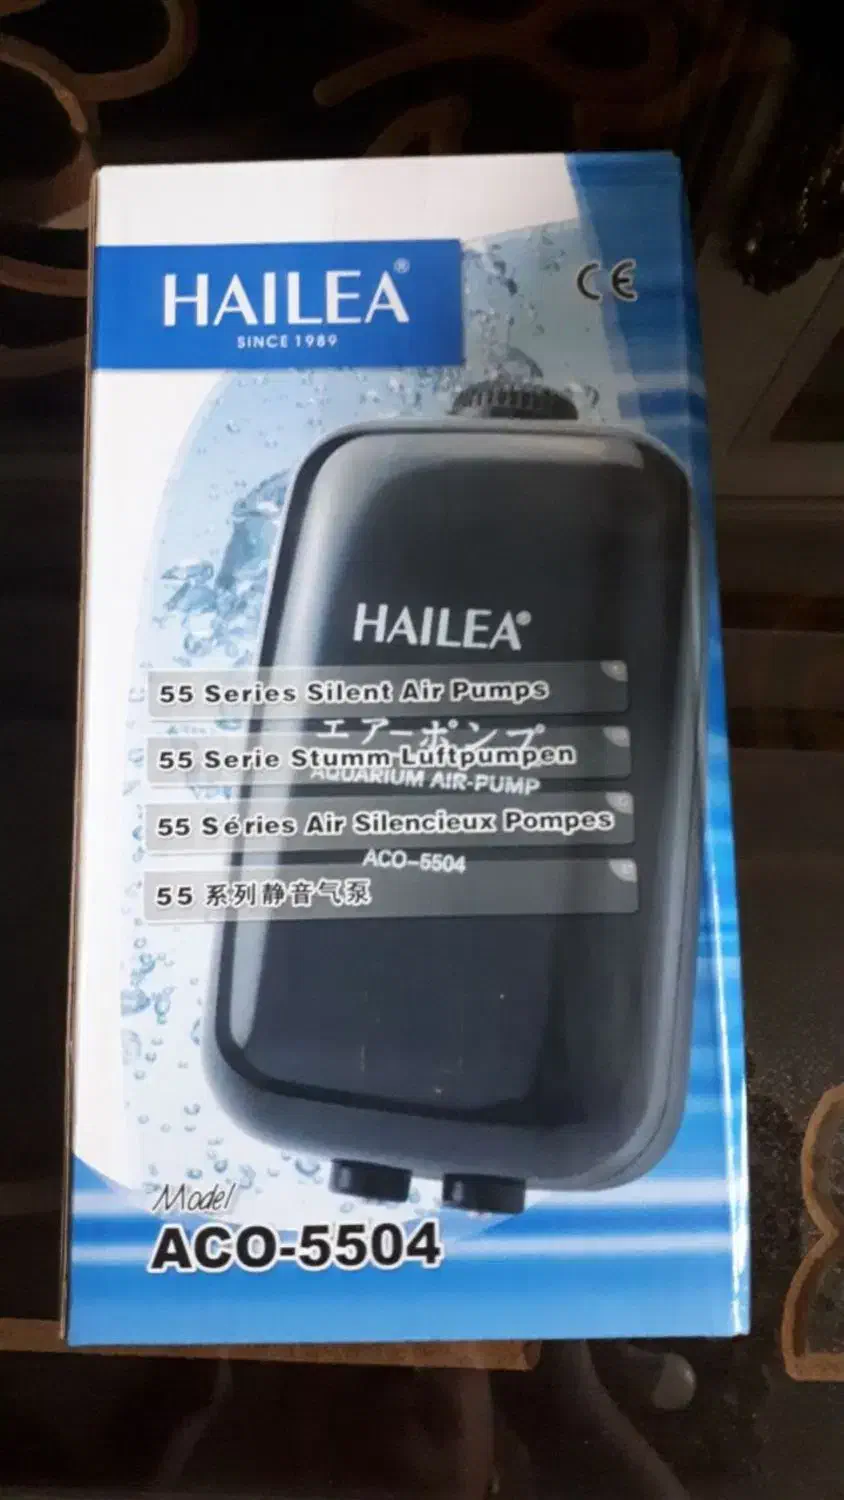 HAILEA®
SINCE 1989
CE
HAILEA®
55 Series Silent Air Pumps
エアーポンプ
55 Serie Stumm Luftpumpen
AQUARIUM AIR-PUMP
55 Séries Air Silencieux Pompes
ACO-5504
55 系列静音气泵
Model
ACO-5504